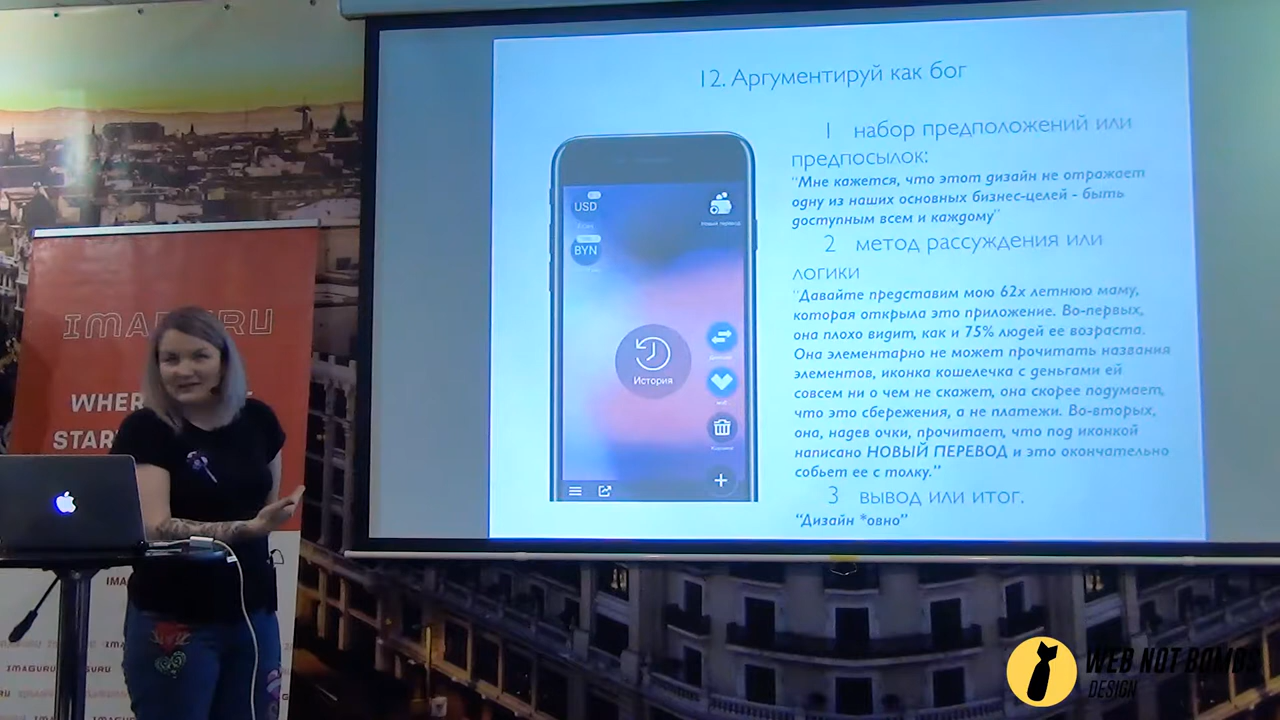 12. Аргументируй как бог
1 набор предположений или
предпосылок:
“Мне кажется, что этот дизайн не отражает
одну из наших основных бизнес-целей - быть
доступным всем и каждому”
2 метод рассуждения или
логики
“Давайте представим мою 62х летнюю маму,
которая открыла это приложение. Во-первых,
она плохо видит, как и 75% людей ее возраста.
Она элементарно не может прочитать названия
элементов, иконка кошелечка с деньгами ей
совсем ни о чем не скажет, она скорее подумает,
что это сбережения, а не платежи. Во-вторых,
она, надев очки, прочитает, что под иконкой
написано НОВЫЙ ПЕРЕВОД и это окончательно
собьет ее с толку.”
3 вывод или итог.
“Дизайн *овно”
USD
BYN
Новый перевод
История
Корзина
IMAGURU
STAR
IMAGURU
WEB NOT BOMBS
DESIGN